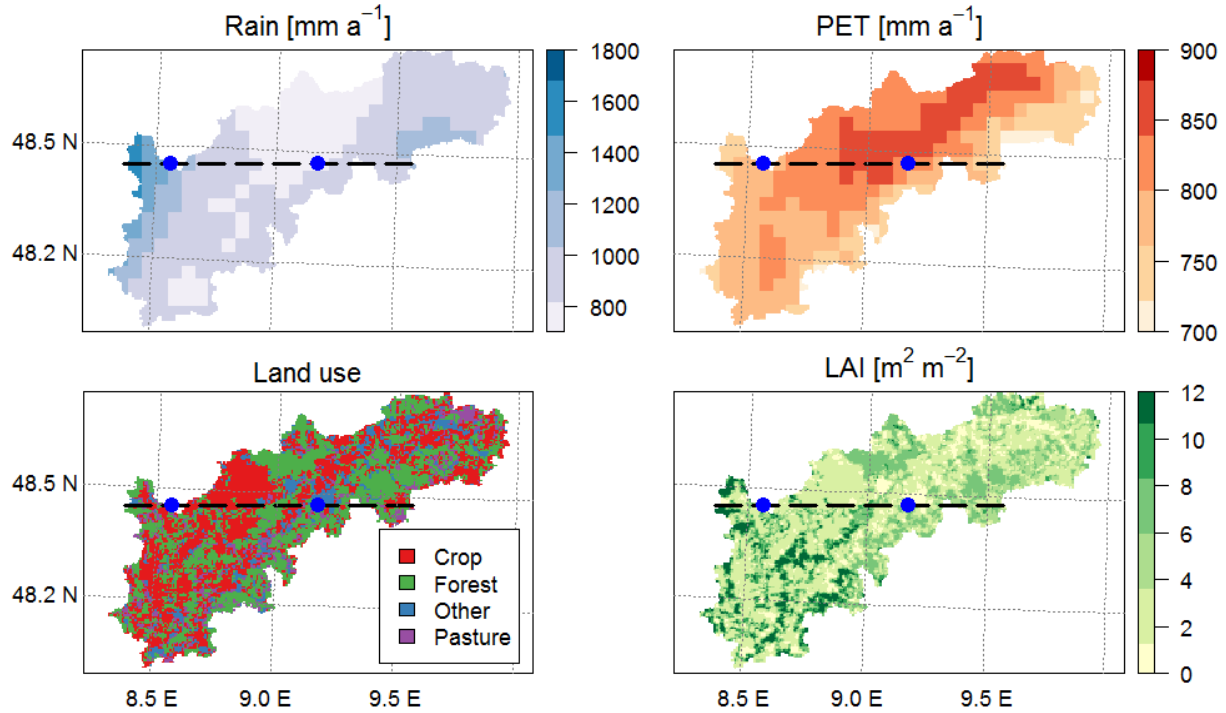 Rain [mm a⁻¹]
PET [mm a⁻¹]
48.5 N
48.2 N
1800
1600
1400
1200
1000
800
900
850
800
750
700
Land use
LAI [m² m⁻²]
48.5 N
48.2 N
Crop
Forest
Other
Pasture
12
10
8
6
4
2
0
8.5 E
9.0 E
9.5 E
8.5 E
9.0 E
9.5 E